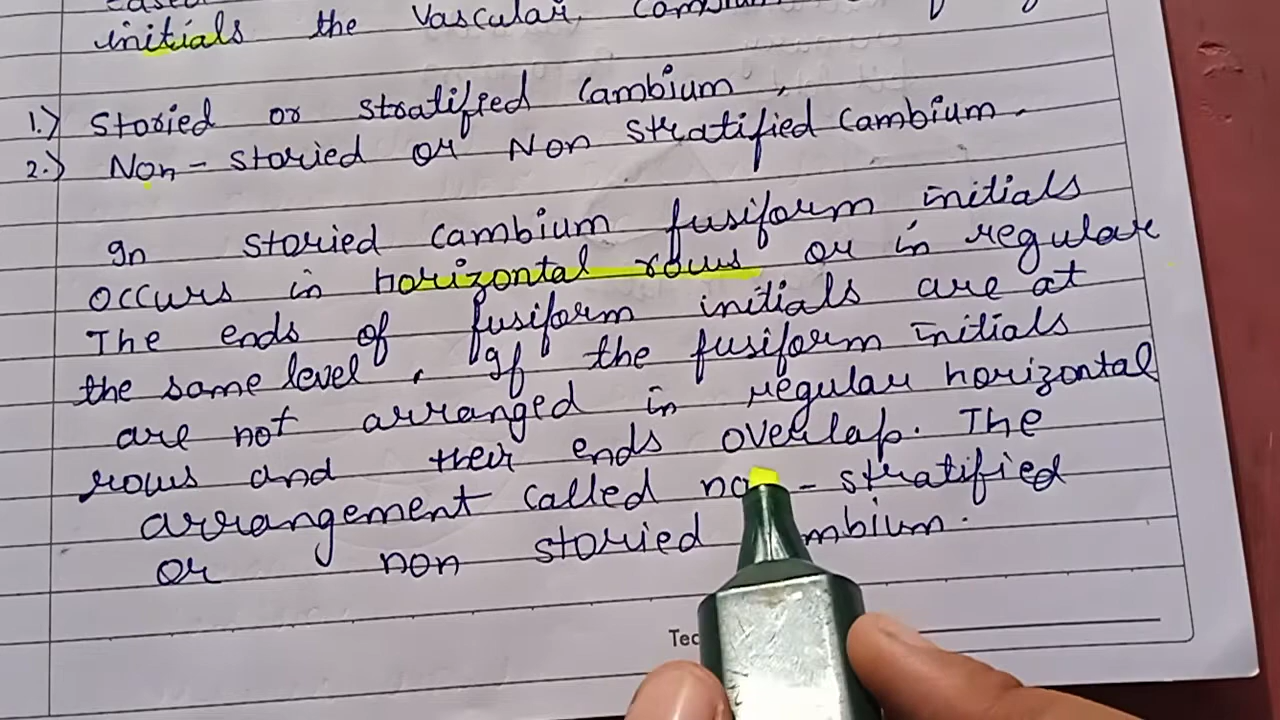 initials the Vascular
1.) Storied or stratified Cambium,
2.) Non - storied or Non stratified Cambium.
In storied cambium fusiform initials
occurs in horizontal rows or in regular
The ends of fusiform initials are at
the same level. If the fusiform initials
are not arranged in regular horizontal
rows and their ends overlap. The
arrangement called - stratified
or non storied
Tec